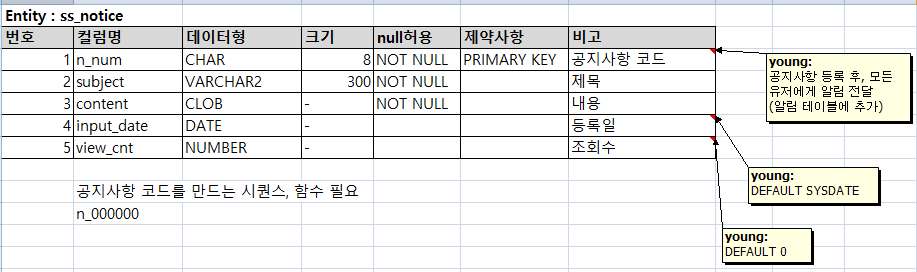 Entity : ss_notice
번호 컬럼명 데이터형 크기 null허용 제약사항 비고
1 n_num CHAR 8 NOT NULL PRIMARY KEY 공지사항 코드
2 subject VARCHAR2 300 NOT NULL 제목
3 content CLOB - NOT NULL 내용
4 input_date DATE - 등록일
5 view_cnt NUMBER - 조회수
공지사항 코드를 만드는 시퀀스, 함수 필요
n_000000
young:
공지사항 등록 후, 모든
유저에게 알림 전달
(알림 테이블에 추가)
young:
DEFAULT SYSDATE
young:
DEFAULT 0